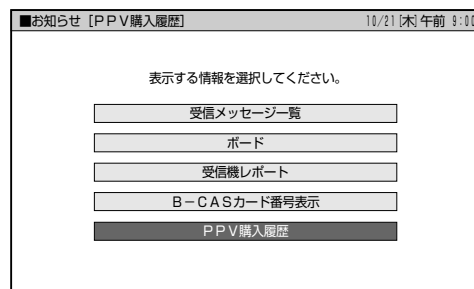 ■お知らせ [PPV購入履歴] 10/21[木]午前 9:00
表示する情報を選択してください。
受信メッセージ一覧
ボード
受信機レポート
B－CASカード番号表示
PPV購入履歴